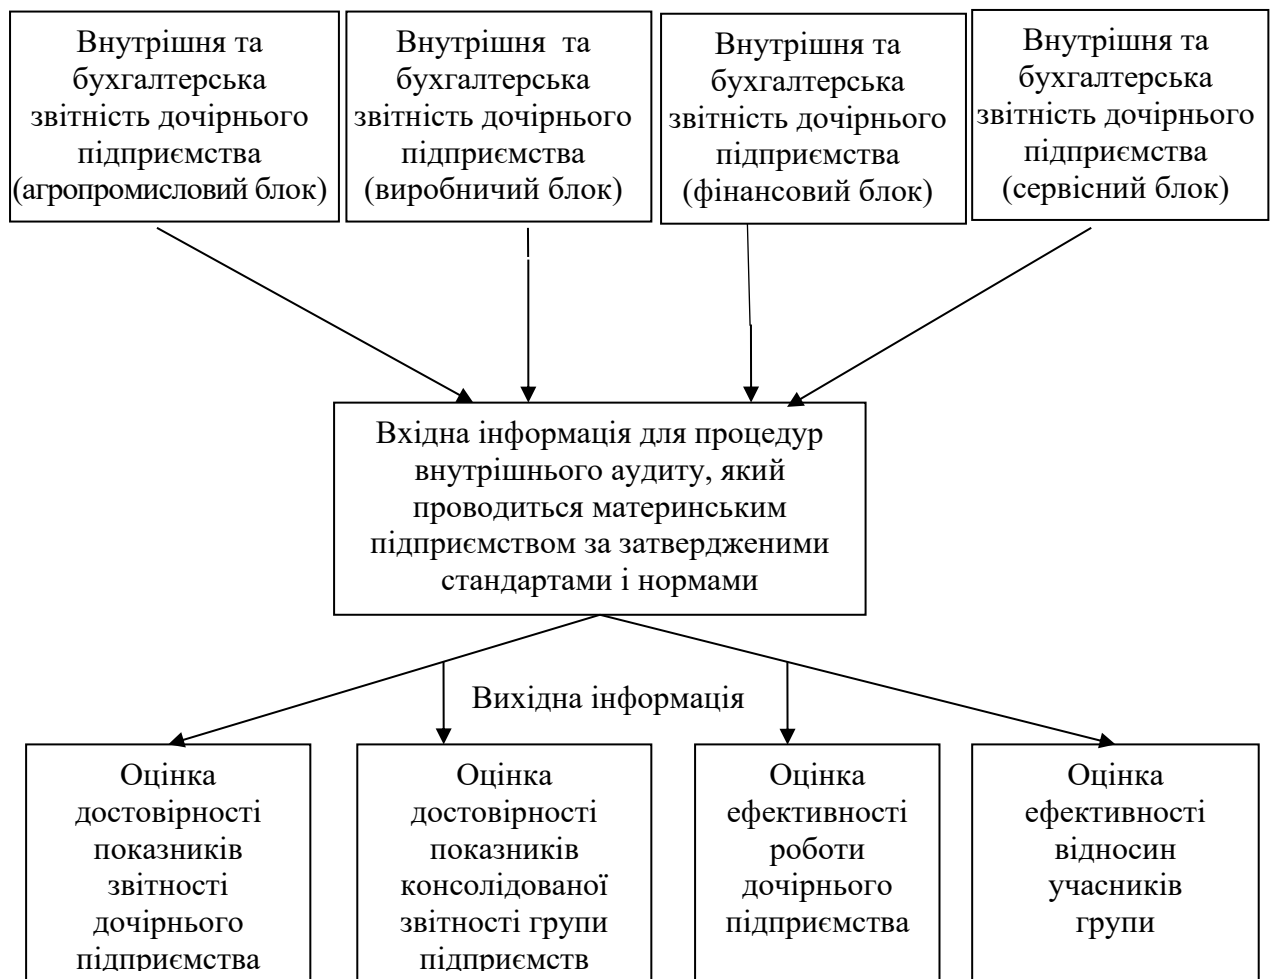 Внутрішня та
бухгалтерська
звітність дочірнього
підприємства
(агропромисловий блок)
Внутрішня та
бухгалтерська
звітність дочірнього
підприємства
(виробничий блок)
Внутрішня та
бухгалтерська
звітність дочірнього
підприємства
(фінансовий блок)
Внутрішня та
бухгалтерська
звітність дочірнього
підприємства
(сервісний блок)
Вхідна інформація для процедур
внутрішнього аудиту, який
проводиться материнським
підприємством за затвердженими
стандартами і нормами
Вихідна інформація
Оцінка
достовірності
показників
звітності
дочірнього
підприємства
Оцінка
достовірності
показників
консолідованої
звітності групи
підприємств
Оцінка
ефективності
роботи
дочірнього
підприємства
Оцінка
ефективності
відносин
учасників
групи